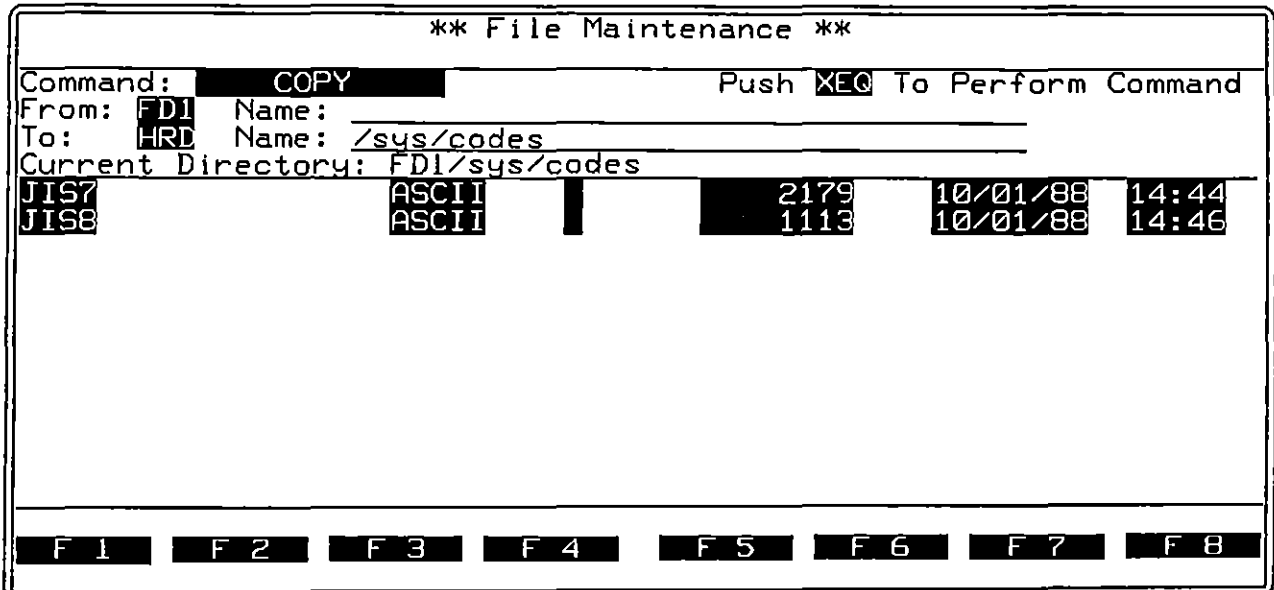 ** File Maintenance **
Command: COPY Push XEQ To Perform Command
From: FD1 Name:
To: HRD Name: /sys/codes
Current Directory: FD1/sys/codes
JIS7 ASCII 2179 10/01/88 14:44
JIS8 ASCII 1113 10/01/88 14:46
F 1 F 2 F 3 F 4 F 5 F 6 F 7 F 8